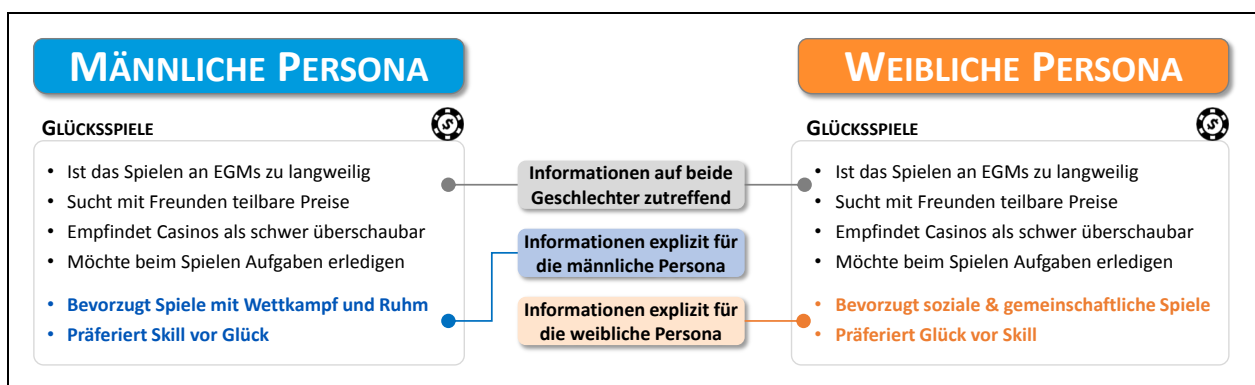 MÄNNLICHE PERSONA
GLÜCKSSPIELE
• Ist das Spielen an EGMs zu langweilig
• Sucht mit Freunden teilbare Preise
• Empfindet Casinos als schwer überschaubar
• Möchte beim Spielen Aufgaben erledigen
• Bevorzugt Spiele mit Wettkampf und Ruhm
• Präferiert Skill vor Glück
Informationen auf beide
Geschlechter zutreffend
Informationen explizit für
die männliche Persona
Informationen explizit für
die weibliche Persona
WEIBLICHE PERSONA
GLÜCKSSPIELE
• Ist das Spielen an EGMs zu langweilig
• Sucht mit Freunden teilbare Preise
• Empfindet Casinos als schwer überschaubar
• Möchte beim Spielen Aufgaben erledigen
• Bevorzugt soziale & gemeinschaftliche Spiele
• Präferiert Glück vor Skill